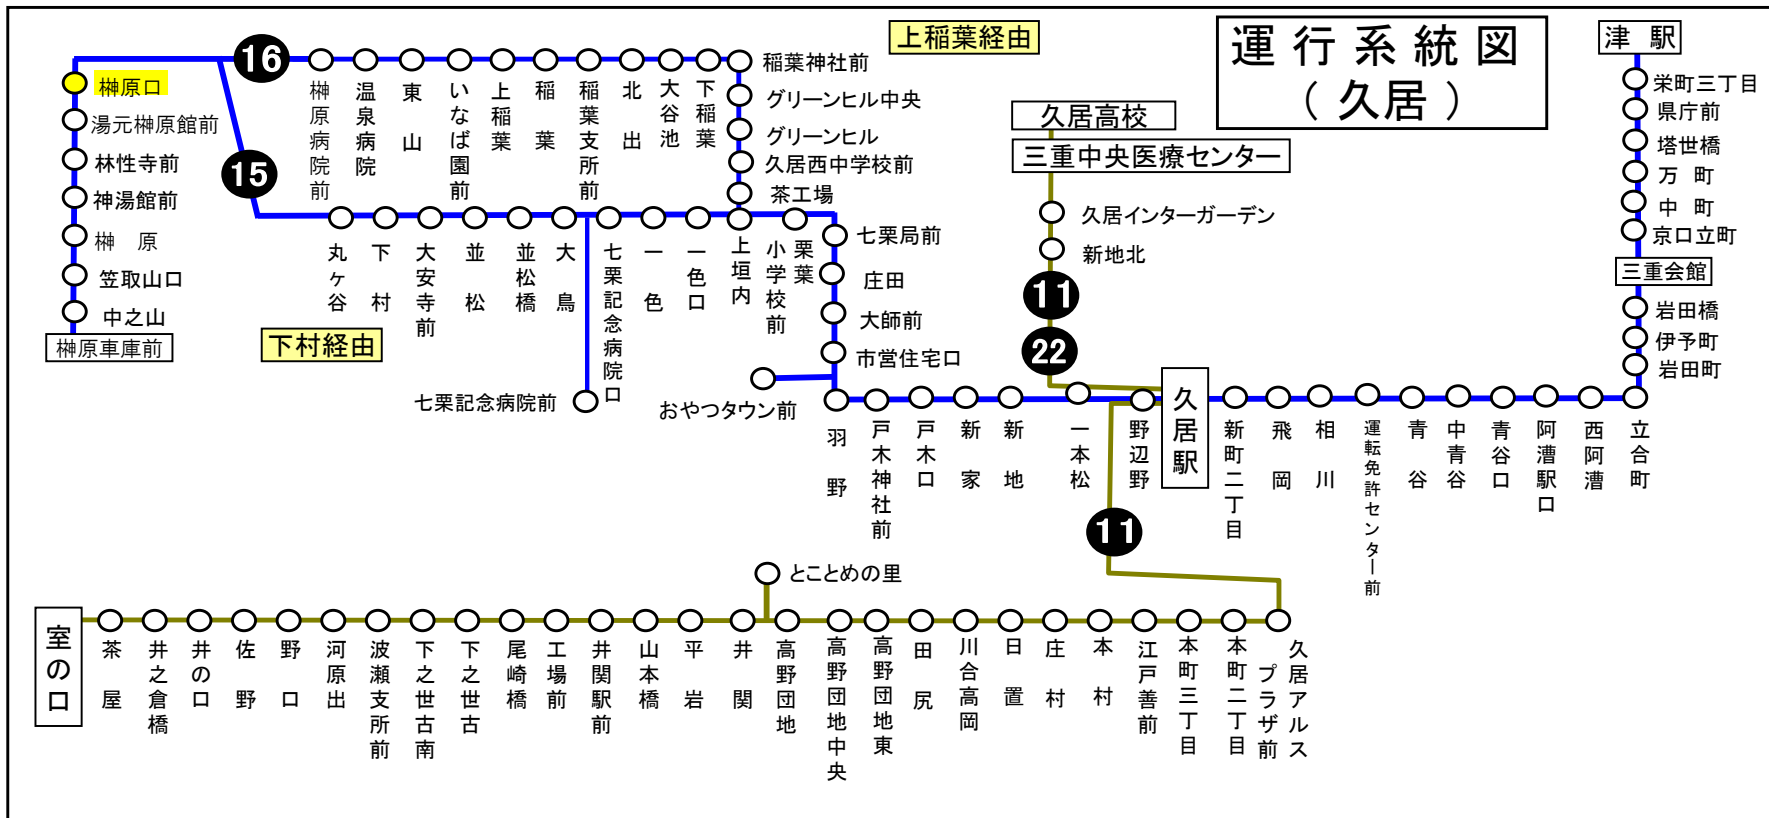 運行系統図
（久居）
上稲葉経由
津駅
16
榊原病院前
温泉病院
東山
いなば園前
上稲葉
稲葉
稲葉支所前
北出
大谷池
下稲葉
稲葉神社前
グリーンヒル中央
グリーンヒル
久居西中学校前
茶工場
榊原口
湯元榊原館前
林性寺前
神湯館前
榊原
笠取山口
中之山
榊原車庫前
15
丸ヶ谷
下村
大安寺前
並松
並松橋
大鳥
七栗記念病院口
一色
一色口
上垣内
栗葉
小学校前
下村経由
七栗記念病院前
七栗局前
庄田
大師前
市営住宅口
おやつタウン前
久居高校
三重中央医療センター
久居インターガーデン
新地北
11
22
栄町三丁目
県庁前
塔世橋
万町
中町
京口立町
三重会館
岩田橋
伊予町
岩田町
羽野
戸木神社前
戸木口
新家
新地
一本松
野辺野
久居駅
新町二丁目
飛岡
相川
運転免許センター前
青谷
中青谷
青谷口
阿漕駅口
西阿漕
立合町
11
とことめの里
室の口
茶屋
井之倉橋
井の口
佐野
野口
河原出
波瀬支所前
下之世古南
下之世古
尾崎橋
工場前
井関駅前
山本橋
平岩
井関
高野団地
高野団地中央
高野団地東
田尻
川合高岡
日置
庄村
本村
江戸善前
本町三丁目
本町二丁目
久居アルス
プラザ前